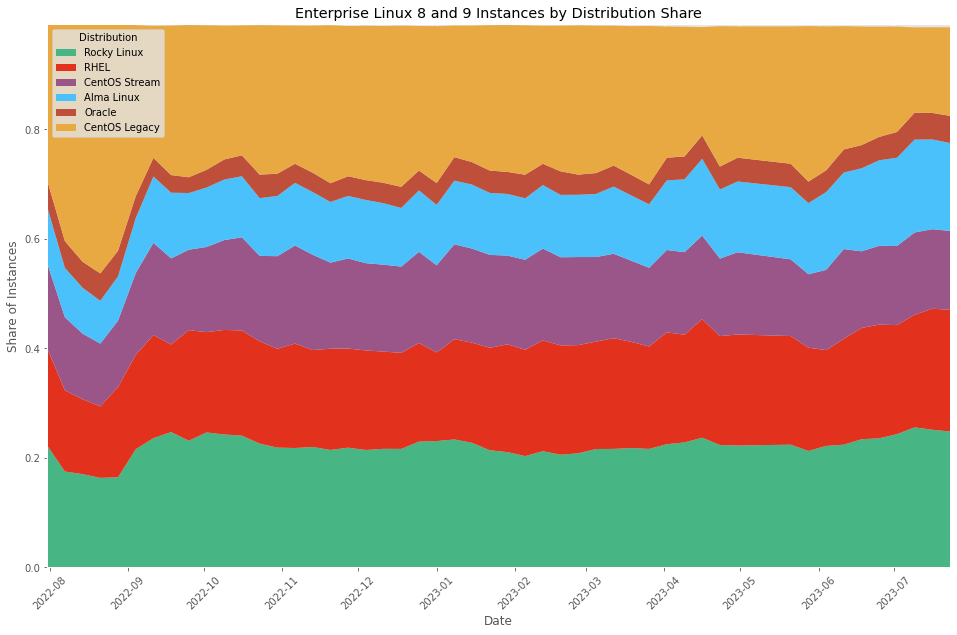 Enterprise Linux 8 and 9 Instances by Distribution Share
Distribution
Rocky Linux
RHEL
CentOS Stream
Alma Linux
Oracle
CentOS Legacy
Share of Instances
0.8
0.6
0.4
0.2
0.0
2022-08
2022-09
2022-10
2022-11
2022-12
2023-01
2023-02
2023-03
2023-04
2023-05
2023-06
2023-07
Date